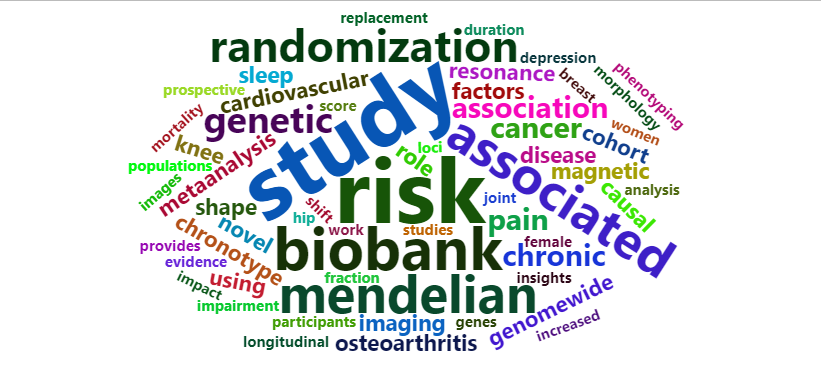 replacement
duration
randomization
depression
sleep
resonance
phenotyping
prospective
cardiovascular
factors
breast
morphology
mortality
score
genetic
study
association
women
cancer
cohort
knee
metaanalysis
loci
role
associated
disease
populations
magnetic
images
risk
causal
analysis
shape
shift
joint
hip
pain
novel
work
studies
chronotype
biobank
female
provides
chronic
evidence
using
fraction
insights
impact
mendelian
genomewide
impairment
participants
imaging
genes
increased
longitudinal
osteoarthritis